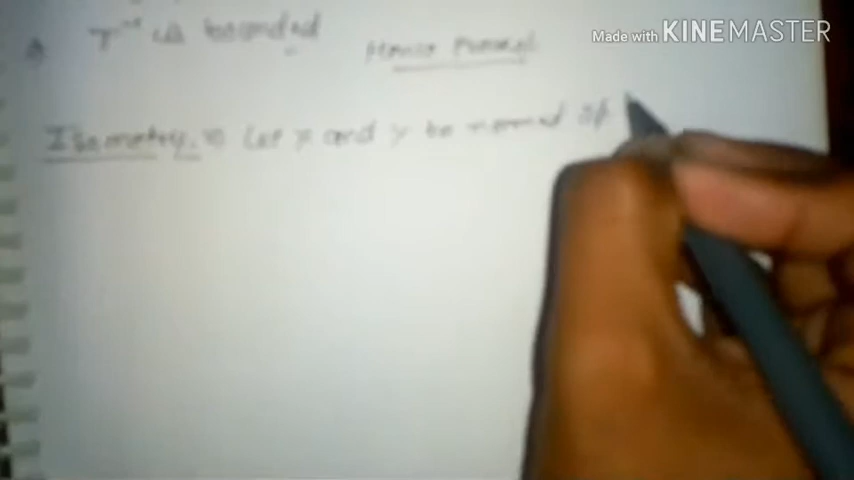 T⁻¹ is bounded
Made with KINEMASTER
Hence Proved
Isometry :⇒ Let X and Y be normed sp